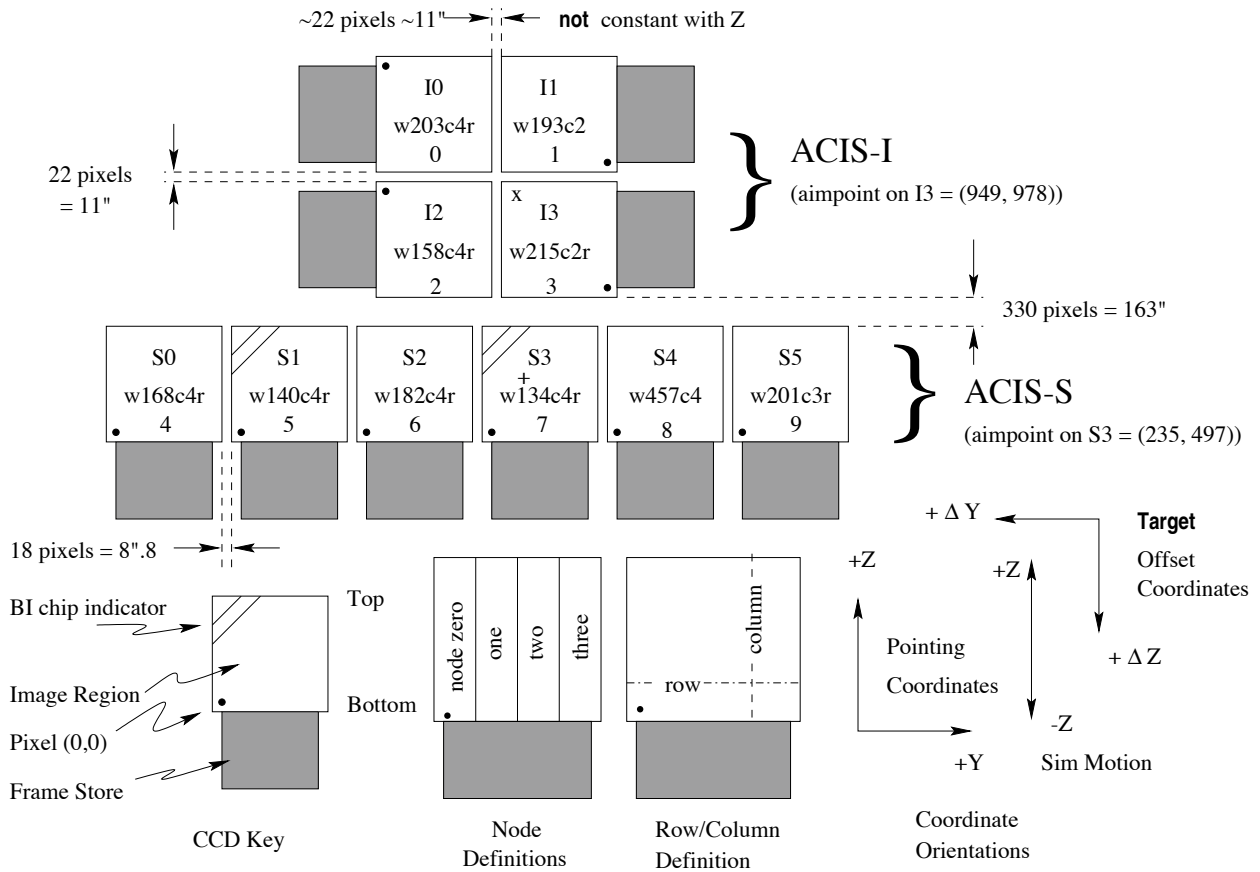 ~22 pixels ~11"
not constant with Z
I0
w203c4r
0
I1
w193c2
1
22 pixels
= 11"
I2
w158c4r
2
x
I3
w215c2r
3
ACIS-I
(aimpoint on I3 = (949, 978))
330 pixels = 163"
S0
w168c4r
4
S1
w140c4r
5
S2
w182c4r
6
S3
+
w134c4r
7
S4
w457c4
8
S5
w201c3r
9
ACIS-S
(aimpoint on S3 = (235, 497))
18 pixels = 8".8
BI chip indicator
Image Region
Pixel (0,0)
Frame Store
Top
Bottom
CCD Key
node zero
one
two
three
Node
Definitions
column
row
Row/Column
Definition
+ Δ Y
Target
Offset
Coordinates
+ Δ Z
+Z
Pointing
Coordinates
+Y
+Z
-Z
Sim Motion
Coordinate
Orientations